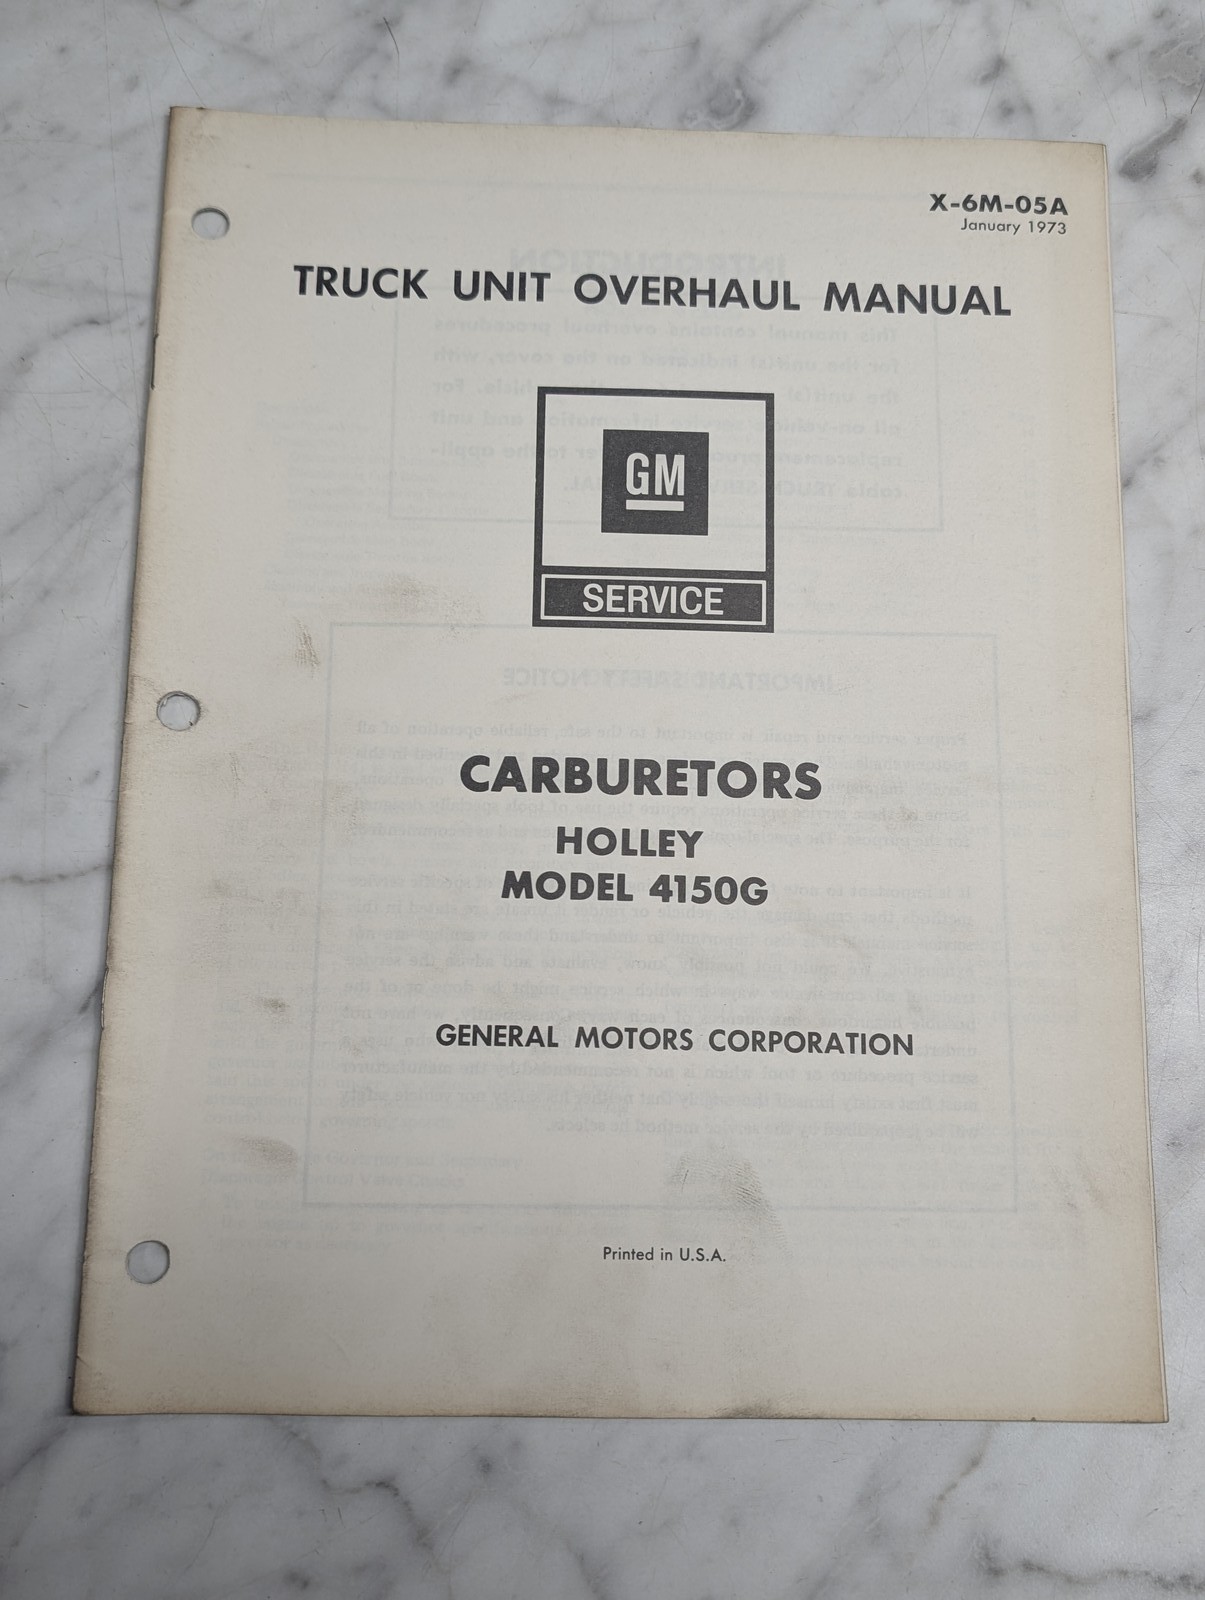 X-6M-05A
January 1973
TRUCK UNIT OVERHAUL MANUAL
GM
SERVICE
CARBURETORS
HOLLEY
MODEL 4150G
GENERAL MOTORS CORPORATION
Printed in U.S.A.